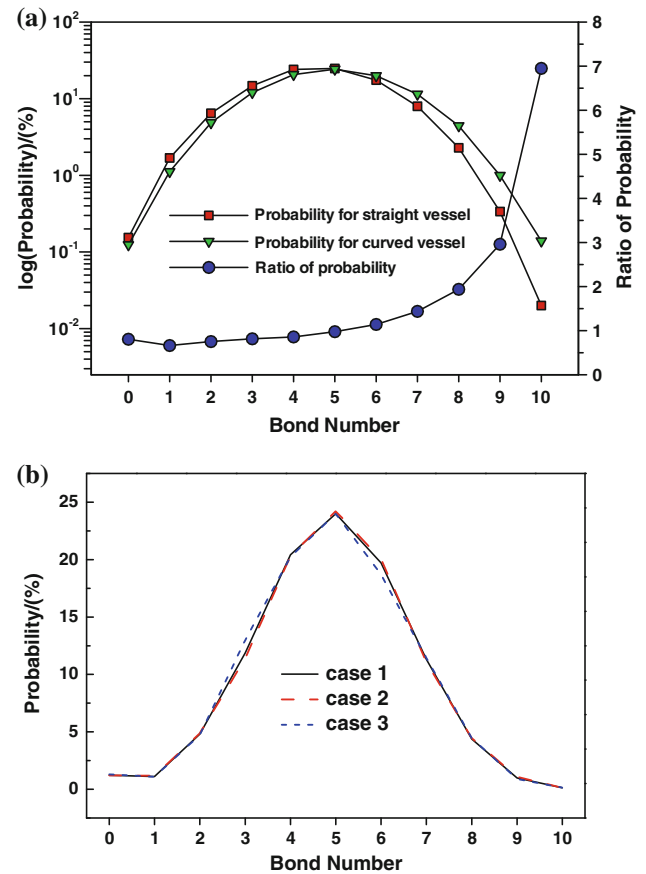 (a)
10² 10¹ 10⁰ 10⁻¹ 10⁻²
log(Probability)/(%)
8 7 6 5 4 3 2 1 0
Ratio of Probability
Probability for straight vessel
Probability for curved vessel
Ratio of probability
0 1 2 3 4 5 6 7 8 9 10
Bond Number
(b)
25 20 15 10 5 0
Probability/(%)
case 1
case 2
case 3
0 1 2 3 4 5 6 7 8 9 10
Bond Number